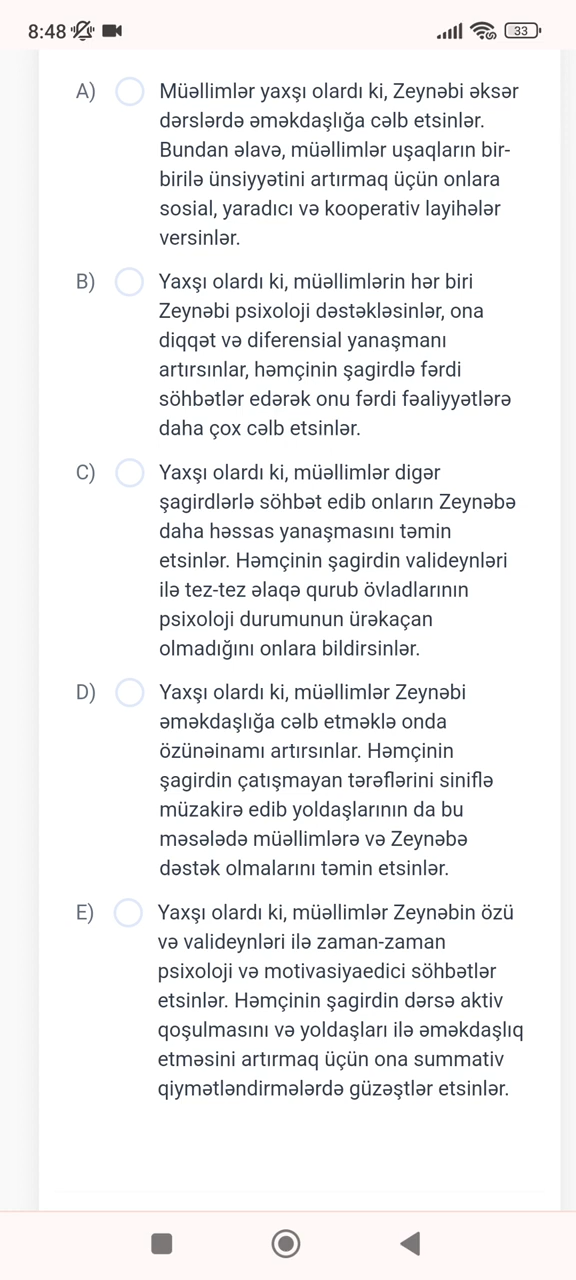 8:48
33
A) Müəllimlər yaxşı olardı ki, Zeynəbi əksər
dərslərdə əməkdaşlığa cəlb etsinlər.
Bundan əlavə, müəllimlər uşaqların bir-
birilə ünsiyyətini artırmaq üçün onlara
sosial, yaradıcı və kooperativ layihələr
versinlər.
B) Yaxşı olardı ki, müəllimlərin hər biri
Zeynəbi psixoloji dəstəkləsinlər, ona
diqqət və diferensial yanaşmanı
artırsınlar, həmçinin şagirdlə fərdi
söhbətlər edərək onu fərdi fəaliyyətlərə
daha çox cəlb etsinlər.
C) Yaxşı olardı ki, müəllimlər digər
şagirdlərlə söhbət edib onların Zeynəbə
daha həssas yanaşmasını təmin
etsinlər. Həmçinin şagirdin valideynləri
ilə tez-tez əlaqə qurub övladlarının
psixoloji durumunun ürəkaçan
olmadığını onlara bildirsinlər.
D) Yaxşı olardı ki, müəllimlər Zeynəbi
əməkdaşlığa cəlb etməklə onda
özünəinamı artırsınlar. Həmçinin
şagirdin çatışmayan tərəflərini siniflə
müzakirə edib yoldaşlarının da bu
məsələdə müəllimlərə və Zeynəbə
dəstək olmalarını təmin etsinlər.
E) Yaxşı olardı ki, müəllimlər Zeynəbin özü
və valideynləri ilə zaman-zaman
psixoloji və motivasiyaedici söhbətlər
etsinlər. Həmçinin şagirdin dərsə aktiv
qoşulmasını və yoldaşları ilə əməkdaşlıq
etməsini artırmaq üçün ona summativ
qiymətləndirmələrdə güzəştlər etsinlər.